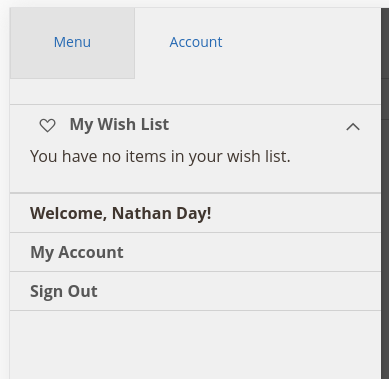 Menu
Account
My Wish List
You have no items in your wish list.
Welcome, Nathan Day!
My Account
Sign Out